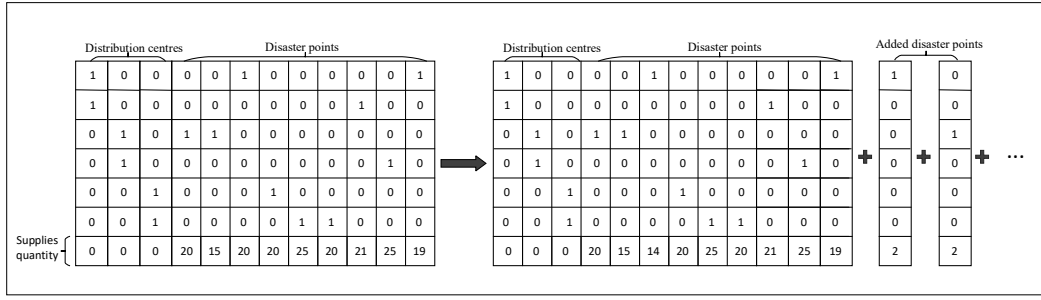 Distribution centres Disaster points Distribution centres Disaster points Added disaster points
1 0 0 0 0 1 0 0 0 0 0 1 1 0 0 0 0 1 0 0 0 0 0 1 1 0
1 0 0 0 0 0 0 0 0 1 0 0 1 0 0 0 0 0 0 0 0 1 0 0 0 0
0 1 0 1 1 0 0 0 0 0 0 0 0 1 0 1 1 0 0 0 0 0 0 0 0 1
0 1 0 0 0 0 0 0 0 0 1 0 0 1 0 0 0 0 0 0 0 0 1 0 + 0 + 0 + ...
0 0 1 0 0 0 1 0 0 0 0 0 0 0 1 0 0 0 1 0 0 0 0 0 0 0
0 0 1 0 0 0 0 1 1 0 0 0 0 0 1 0 0 0 0 1 1 0 0 0 0 0
Supplies quantity 0 0 0 20 15 20 20 25 20 21 25 19 0 0 0 20 15 14 20 25 20 21 25 19 2 2